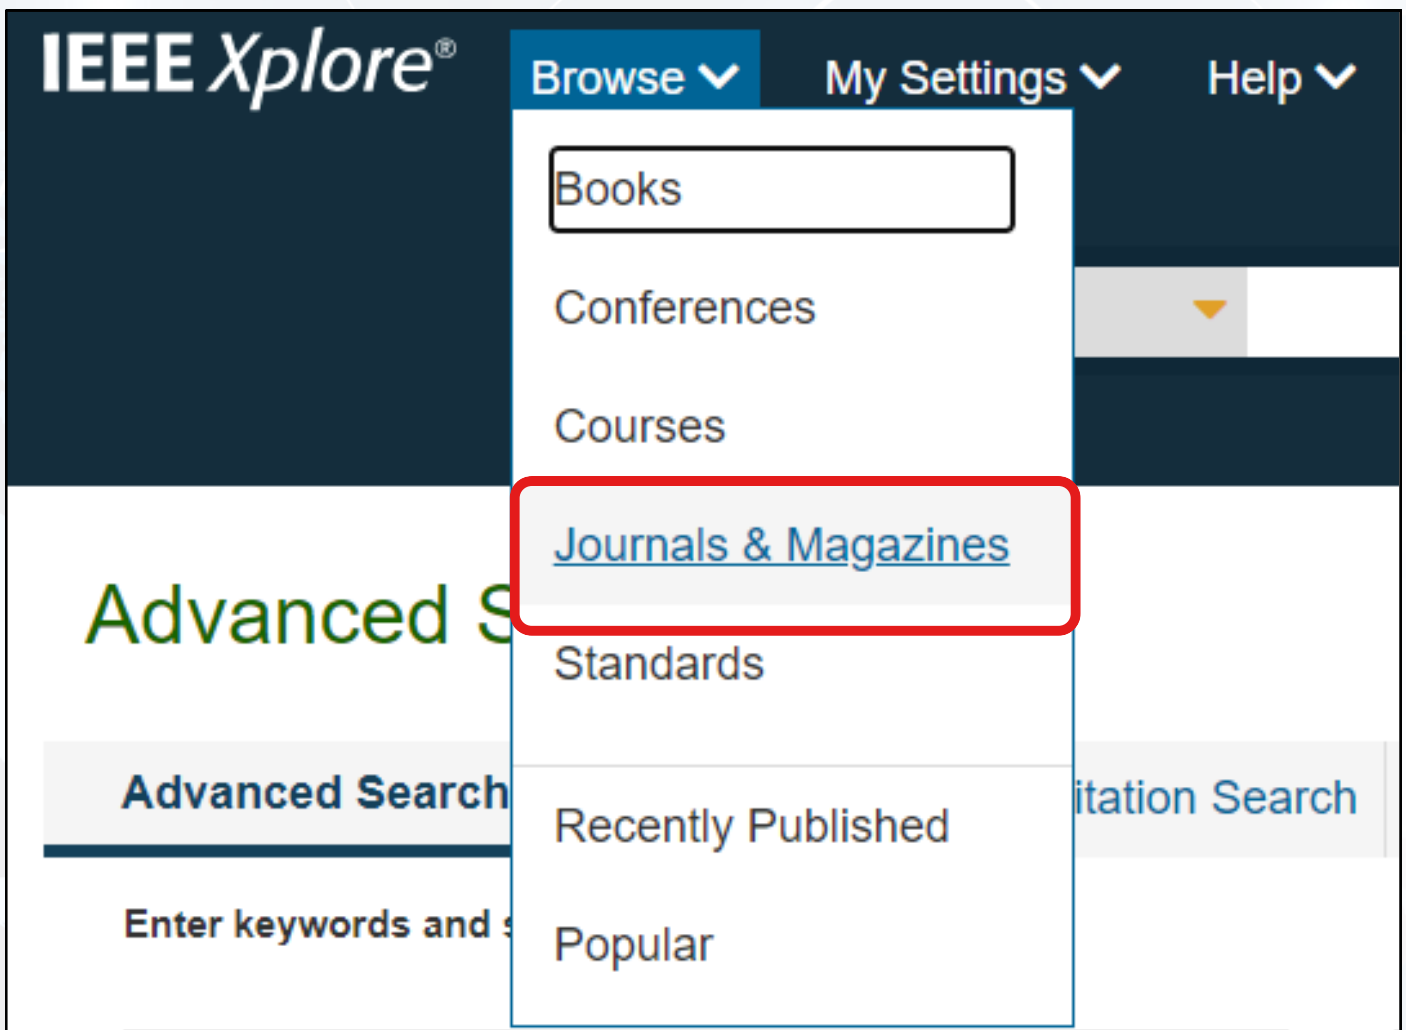 IEEE Xplore® Browse My Settings Help
Books
Conferences
Courses
Journals & Magazines
Standards
Recently Published
Popular
Advanced
Advanced Search
Search
Enter keywords and